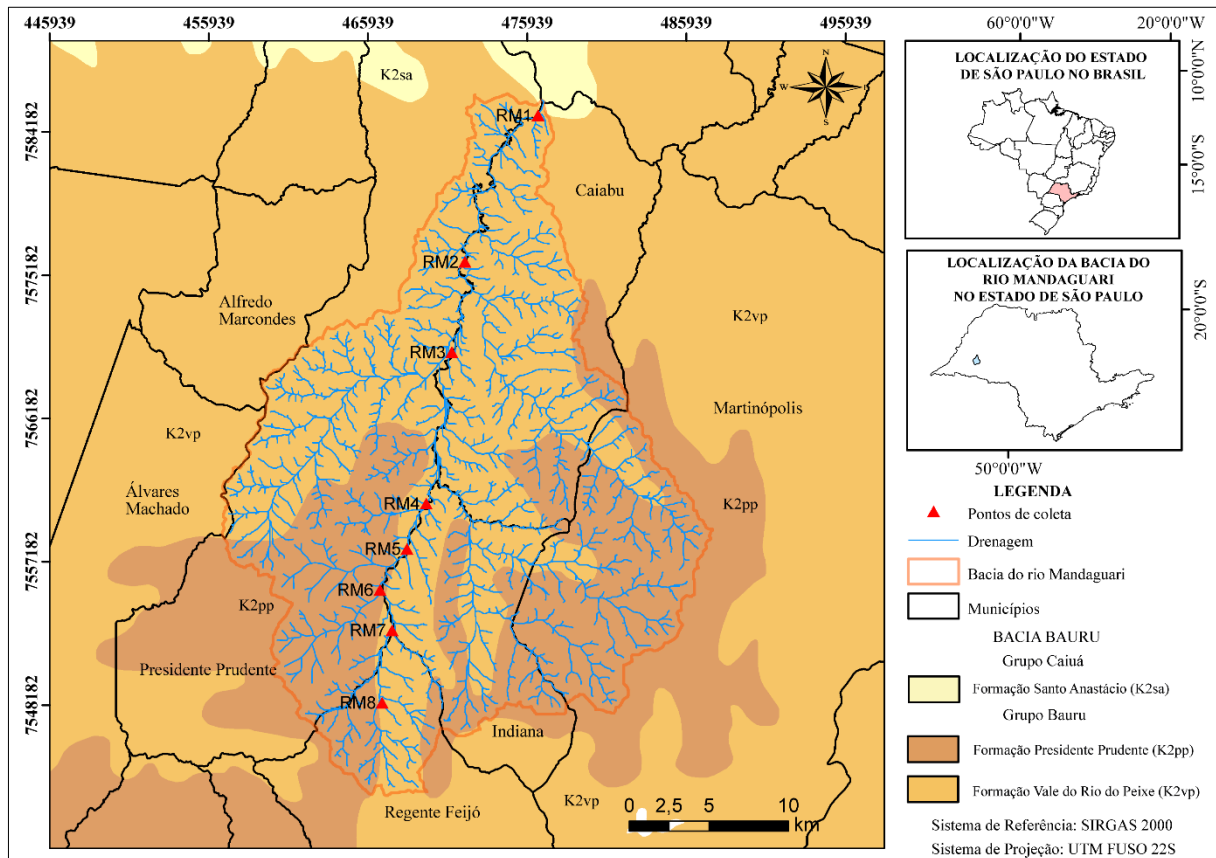 445939
455939
465939
475939
485939
495939
60°0'0"W
20°0'0"W
7584182
7575182
7566182
7557182
7548182
K2sa
N
W
E
S
RM1
Caiabu
RM2
Alfredo
Marcondes
K2vp
RM3
Martinópolis
K2vp
Álvares
Machado
RM4
K2pp
RM5
RM6
K2pp
RM7
Presidente Prudente
RM8
Indiana
Regente Feijó
K2vp
0 2,5 5 10
km
LOCALIZAÇÃO DO ESTADO
DE SÃO PAULO NO BRASIL
10°0'0"N
15°0'0"S
LOCALIZAÇÃO DA BACIA DO
RIO MANDAGUARI
NO ESTADO DE SÃO PAULO
20°0'0"S
50°0'0"W
LEGENDA
Pontos de coleta
Drenagem
Bacia do rio Mandaguari
Municípios
BACIA BAURU
Grupo Caiuá
Formação Santo Anastácio (K2sa)
Grupo Bauru
Formação Presidente Prudente (K2pp)
Formação Vale do Rio do Peixe (K2vp)
Sistema de Referência: SIRGAS 2000
Sistema de Projeção: UTM FUSO 22S